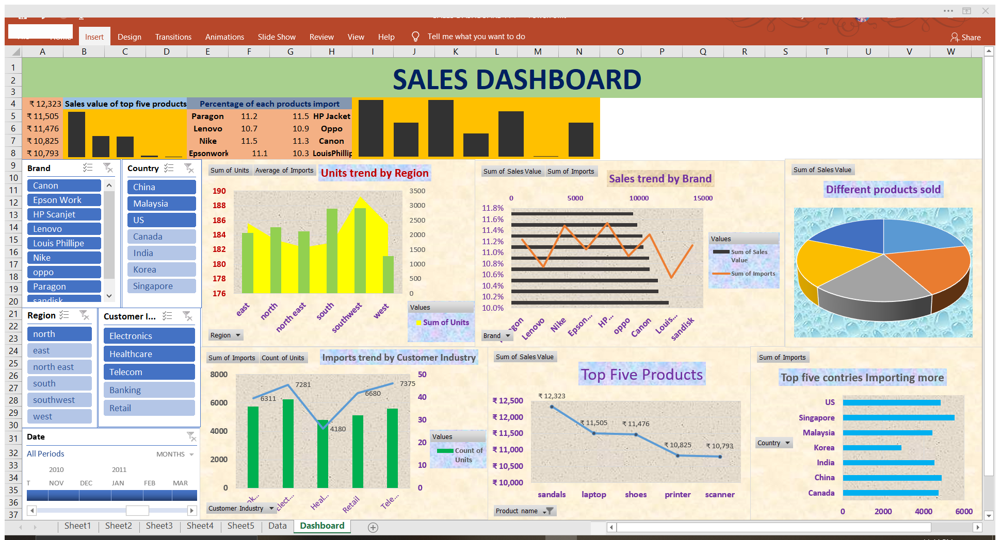 Insert Design Transitions Animations Slide Show Review View Help Tell me what you want to do Share
A B C D E F G H I J K L M N O P Q R S T U V W
1
2
3
SALES DASHBOARD
4 ₹ 12,323 Sales value of top five products Percentage of each products import
5 ₹ 11,505 Paragon 11.2 11.5 HP Jacket
6 ₹ 11,476 Lenovo 10.7 10.9 Oppo
7 ₹ 10,825 Nike 11.5 11.3 Canon
8 ₹ 10,793 Epsonwork 11.1 10.3 LouisPhillip
9
10
11
12
13
14
15
16
17
18
19
20
21
22
23
24
25
26
27
28
29
30
31
32
33
34
35
36
37
Brand
Canon
Epson Work
HP Scanjet
Lenovo
Louis Phillipe
Nike
oppo
Paragon
sandisk
Country
China
Malaysia
US
Canada
India
Korea
Singapore
Region
north
east
north east
south
southwest
west
Customer I...
Electronics
Healthcare
Telecom
Banking
Retail
Date
All Periods MONTHS
2010 2011
T NOV DEC JAN FEB MAR
Sum of Units Average of Imports
Units trend by Region
190
188
186
184
182
180
178
176
3500
3000
2500
2000
1500
1000
500
0
east north north east south southwest west
Values
Sum of Units
Region
Sum of Sales Value Sum of Imports
Sales trend by Brand
0 5000 10000 15000
11.8%
11.6%
11.4%
11.2%
11.0%
10.8%
10.6%
10.4%
10.2%
10.0%
Lenovo Nike Epson... HP... oppo Canon Louis... sandisk
Values
Sum of Sales
Value
Sum of Imports
Brand
Sum of Sales Value
Different products sold
Sum of Imports Count of Units
Imports trend by Customer Industry
8000
6000
4000
2000
0
50
40
30
20
10
0
6311 7281 4180 6680 7375
Elect... Heal... Retail Tele...
Values
Count of
Units
Customer Industry
Sum of Sales Value
Top Five Products
₹ 12,500
₹ 12,000
₹ 11,500
₹ 11,000
₹ 10,500
₹ 10,000
₹ 12,323 ₹ 11,505 ₹ 11,476 ₹ 10,825 ₹ 10,793
sandals laptop shoes printer scanner
Product name
Sum of Imports
Top five contries Importing more
US
Singapore
Malaysia
Korea
India
China
Canada
0 2000 4000 6000
Country
Sheet1 Sheet2 Sheet3 Sheet4 Sheet5 Data Dashboard